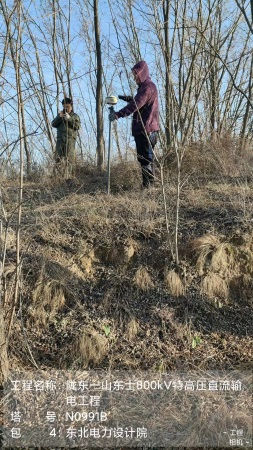 工程名称：陇东—山东±800kV特高压直流输
电工程
塔 号：N0991B
包 4：东北电力设计院
- 工程
相机 -